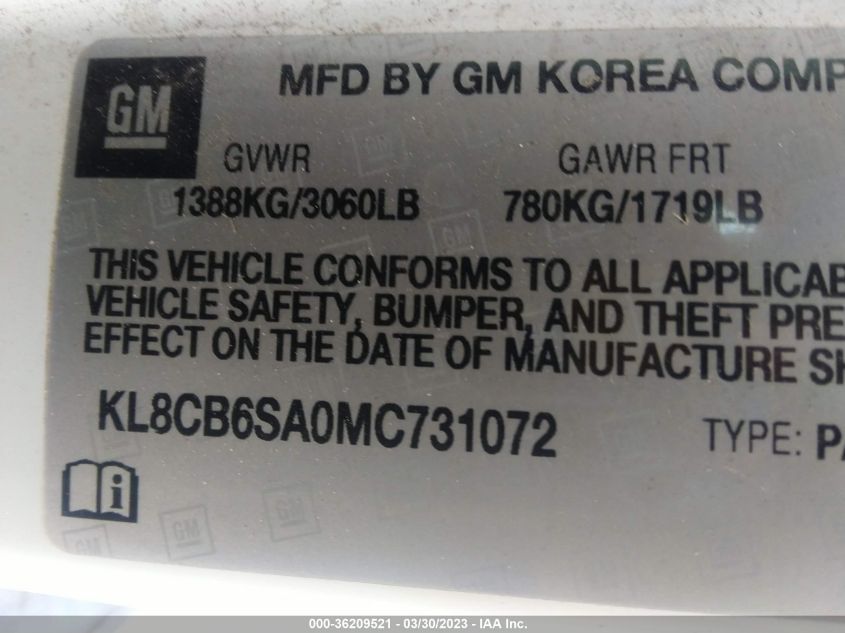 GM
MFD BY GM KOREA COMP
GVWR GAWR FRT
1388KG/3060LB 780KG/1719LB
THIS VEHICLE CONFORMS TO ALL APPLICAB
VEHICLE SAFETY, BUMPER, AND THEFT PRE
EFFECT ON THE DATE OF MANUFACTURE SH
KL8CB6SA0MC731072 TYPE: PA
000-36209521 - 03/30/2023 - IAA Inc.